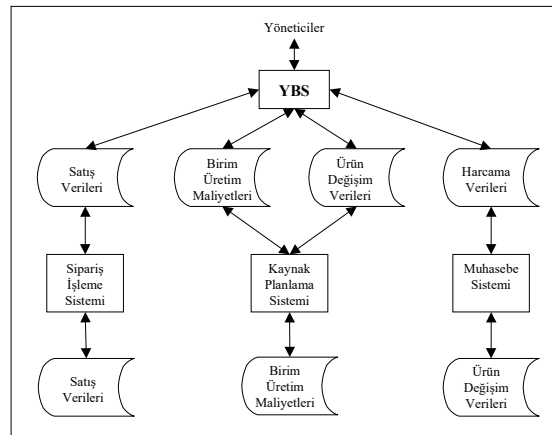 Yöneticiler
YBS
Satış
Verileri
Birim
Üretim
Maliyetleri
Ürün
Değişim
Verileri
Harcama
Verileri
Sipariş
İşleme
Sistemi
Kaynak
Planlama
Sistemi
Muhasebe
Sistemi
Satış
Verileri
Birim
Üretim
Maliyetleri
Ürün
Değişim
Verileri